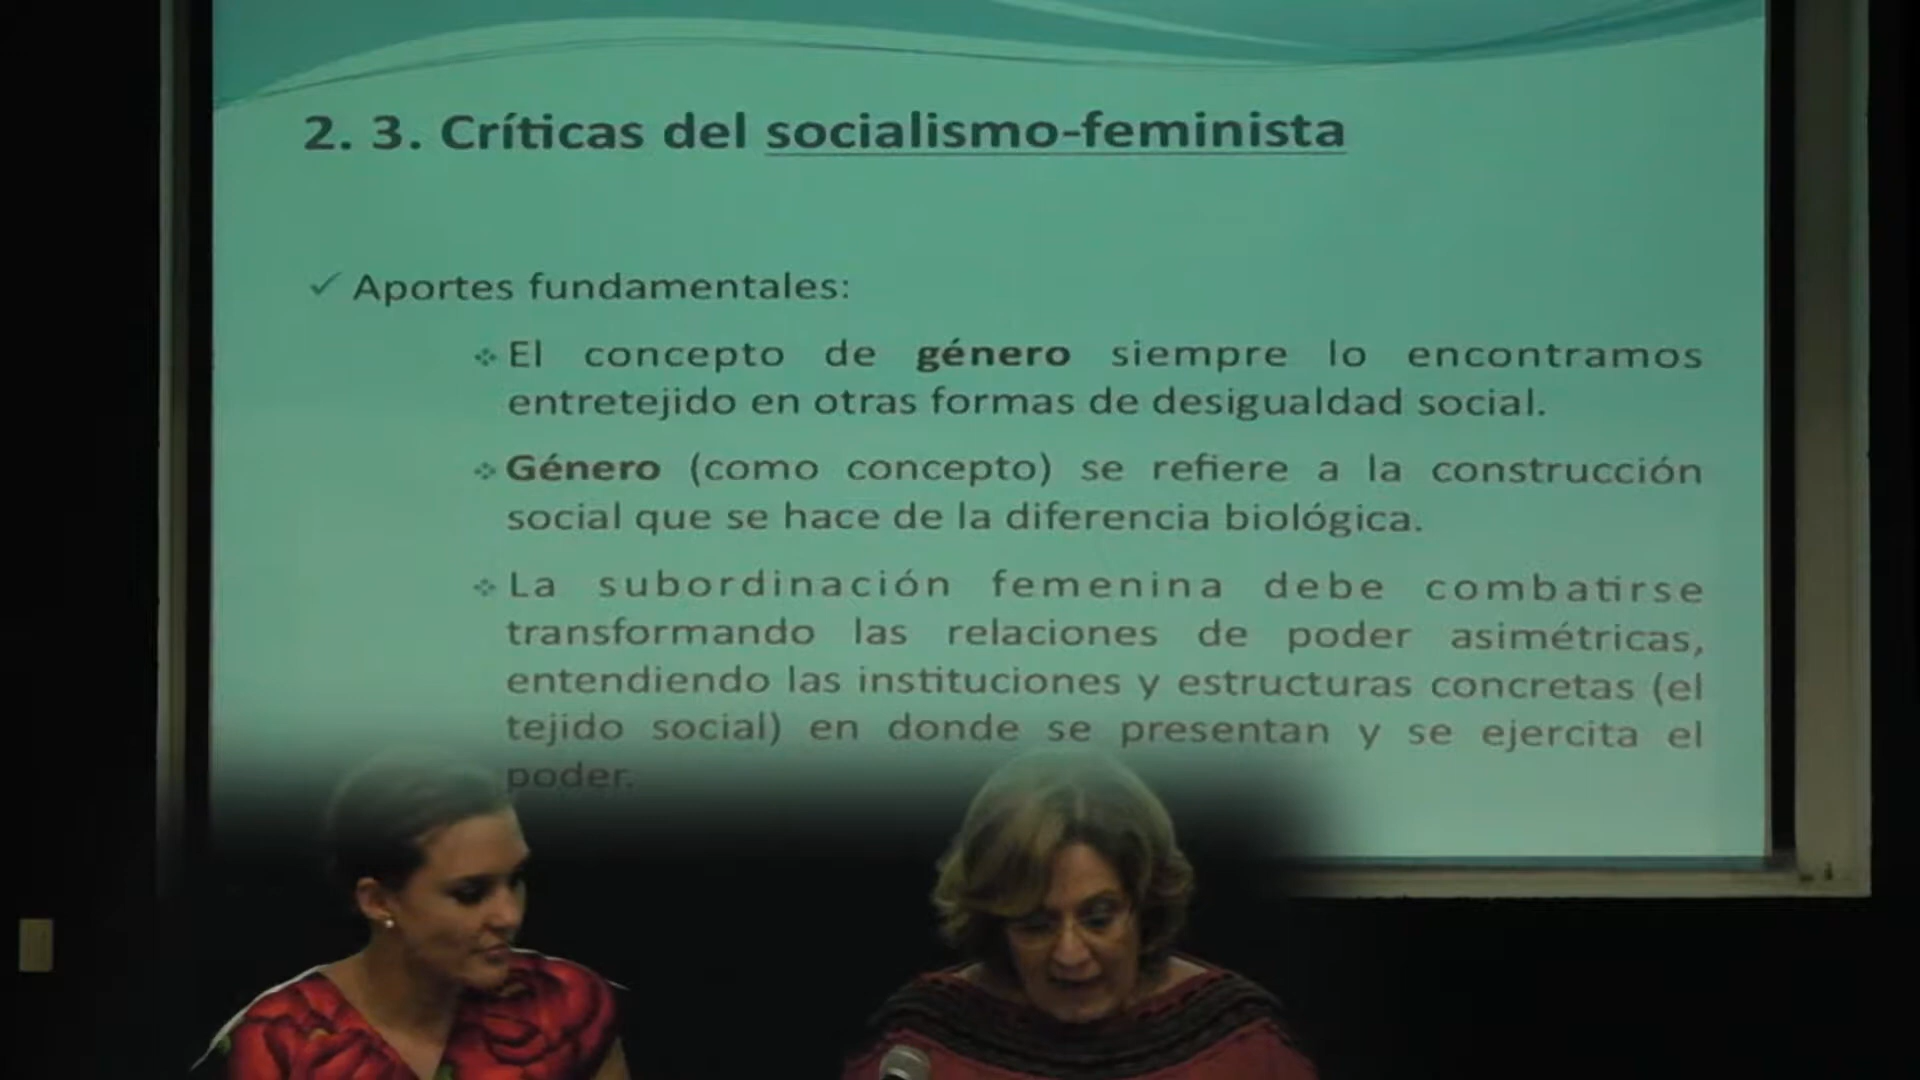 2. 3. Críticas del socialismo-feminista
✓ Aportes fundamentales:
❖ El concepto de género siempre lo encontramos
entretejido en otras formas de desigualdad social.
❖ Género (como concepto) se refiere a la construcción
social que se hace de la diferencia biológica.
❖ La subordinación femenina debe combatirse
transformando las relaciones de poder asimétricas,
entendiendo las instituciones y estructuras concretas (el
tejido social) en donde se presentan y se ejercita el
poder.